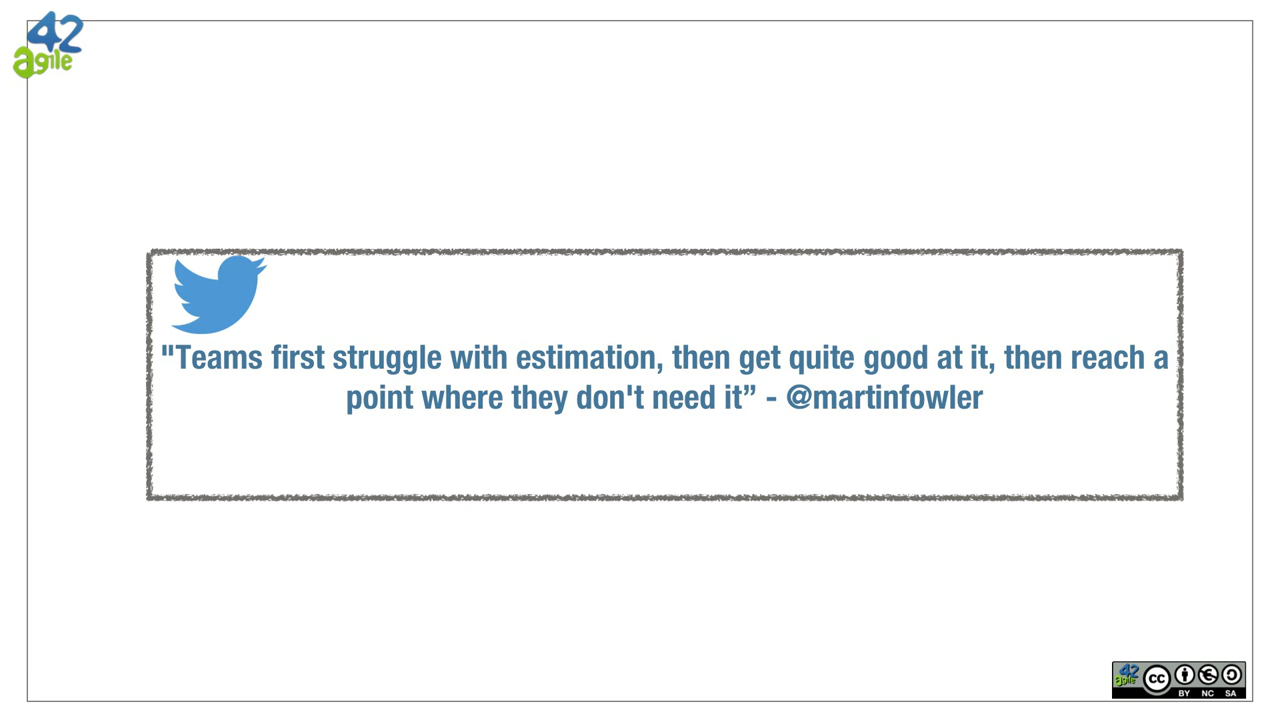 42
agile
"Teams first struggle with estimation, then get quite good at it, then reach a
point where they don't need it” - @martinfowler
42
agile
cc
BY NC SA